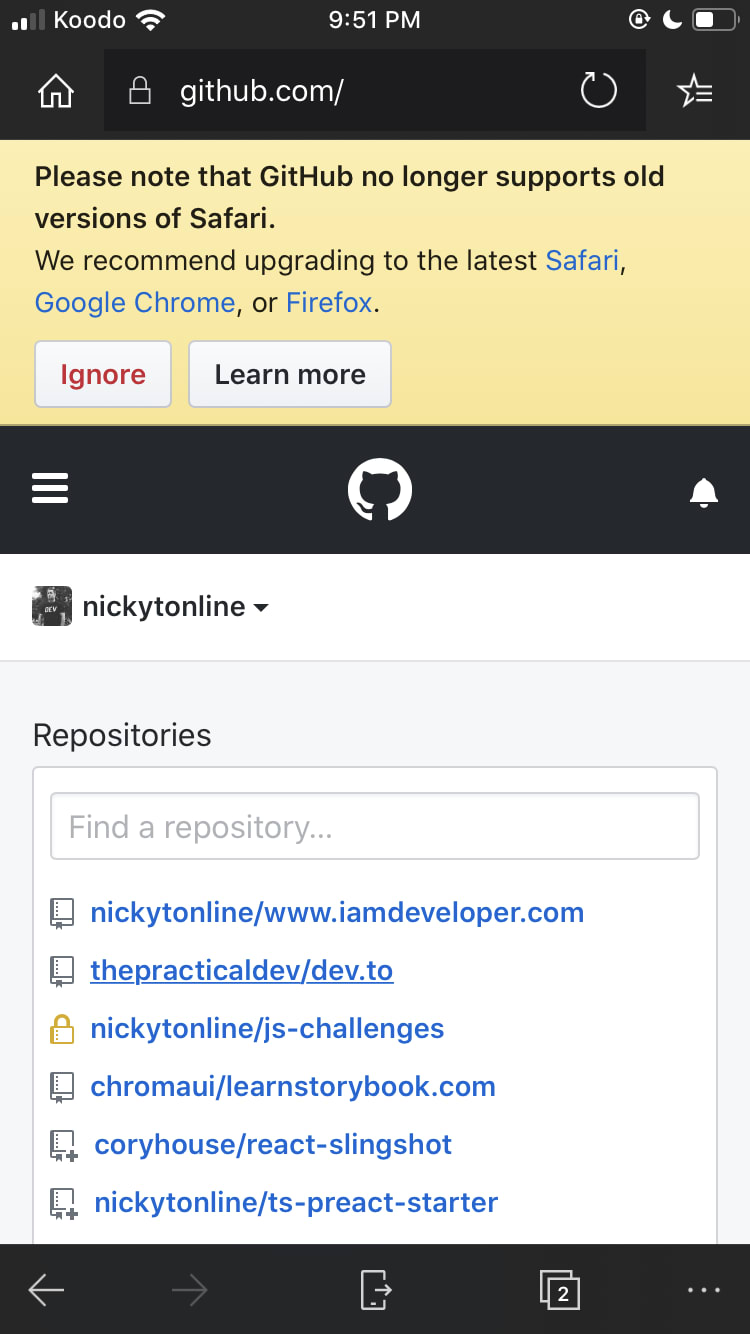 Koodo 9:51 PM
github.com/
Please note that GitHub no longer supports old
versions of Safari.
We recommend upgrading to the latest Safari,
Google Chrome, or Firefox.
Ignore Learn more
DEV
nickytonline
Repositories
Find a repository...
nickytonline/www.iamdeveloper.com
thepracticaldev/dev.to
nickytonline/js-challenges
chromaui/learnstorybook.com
coryhouse/react-slingshot
nickytonline/ts-preact-starter
2